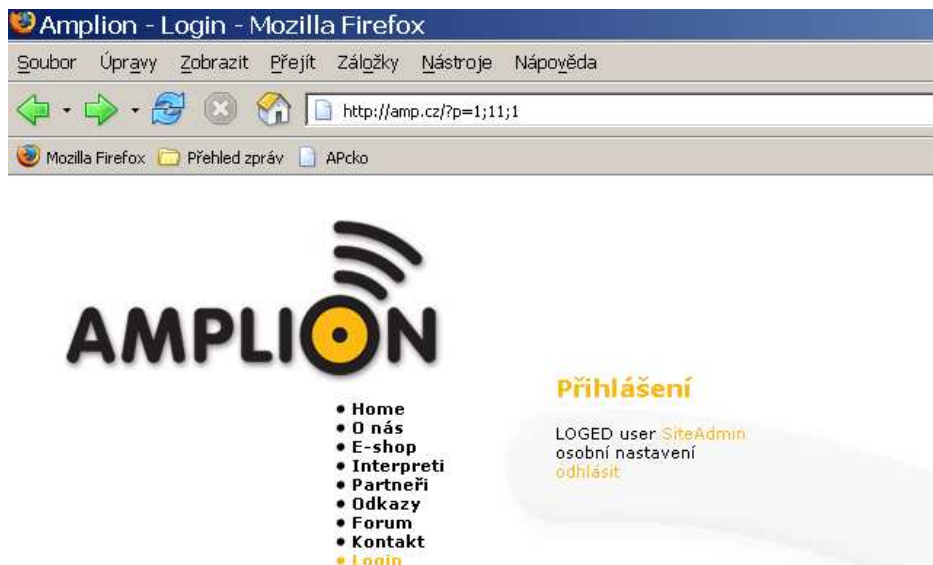 Amplion - Login - Mozilla Firefox
Soubor Úpravy Zobrazit Přejít Záložky Nástroje Nápověda
http://amp.cz/?p=1;11;1
Mozilla Firefox Přehled zpráv APcko
AMPLION
Přihlášení
LOGED user SiteAdmin
osobní nastavení
odhlásit
• Home
• O nás
• E-shop
• Interpreti
• Partneři
• Odkazy
• Forum
• Kontakt
• Login